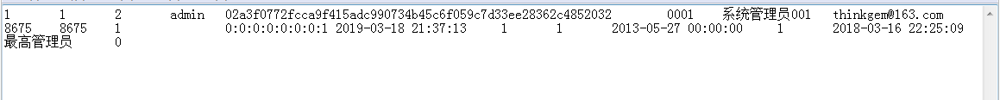 1 1 2 admin 02a3f0772fcca9f415adc990734b45c6f059c7d33ee28362c4852032 0001 系统管理员001 thinkgem@163.com
8675 8675 1 0:0:0:0:0:0:0:1 2019-03-18 21:37:13 1 1 2013-05-27 00:00:00 1 2018-03-16 22:25:09
最高管理员 0